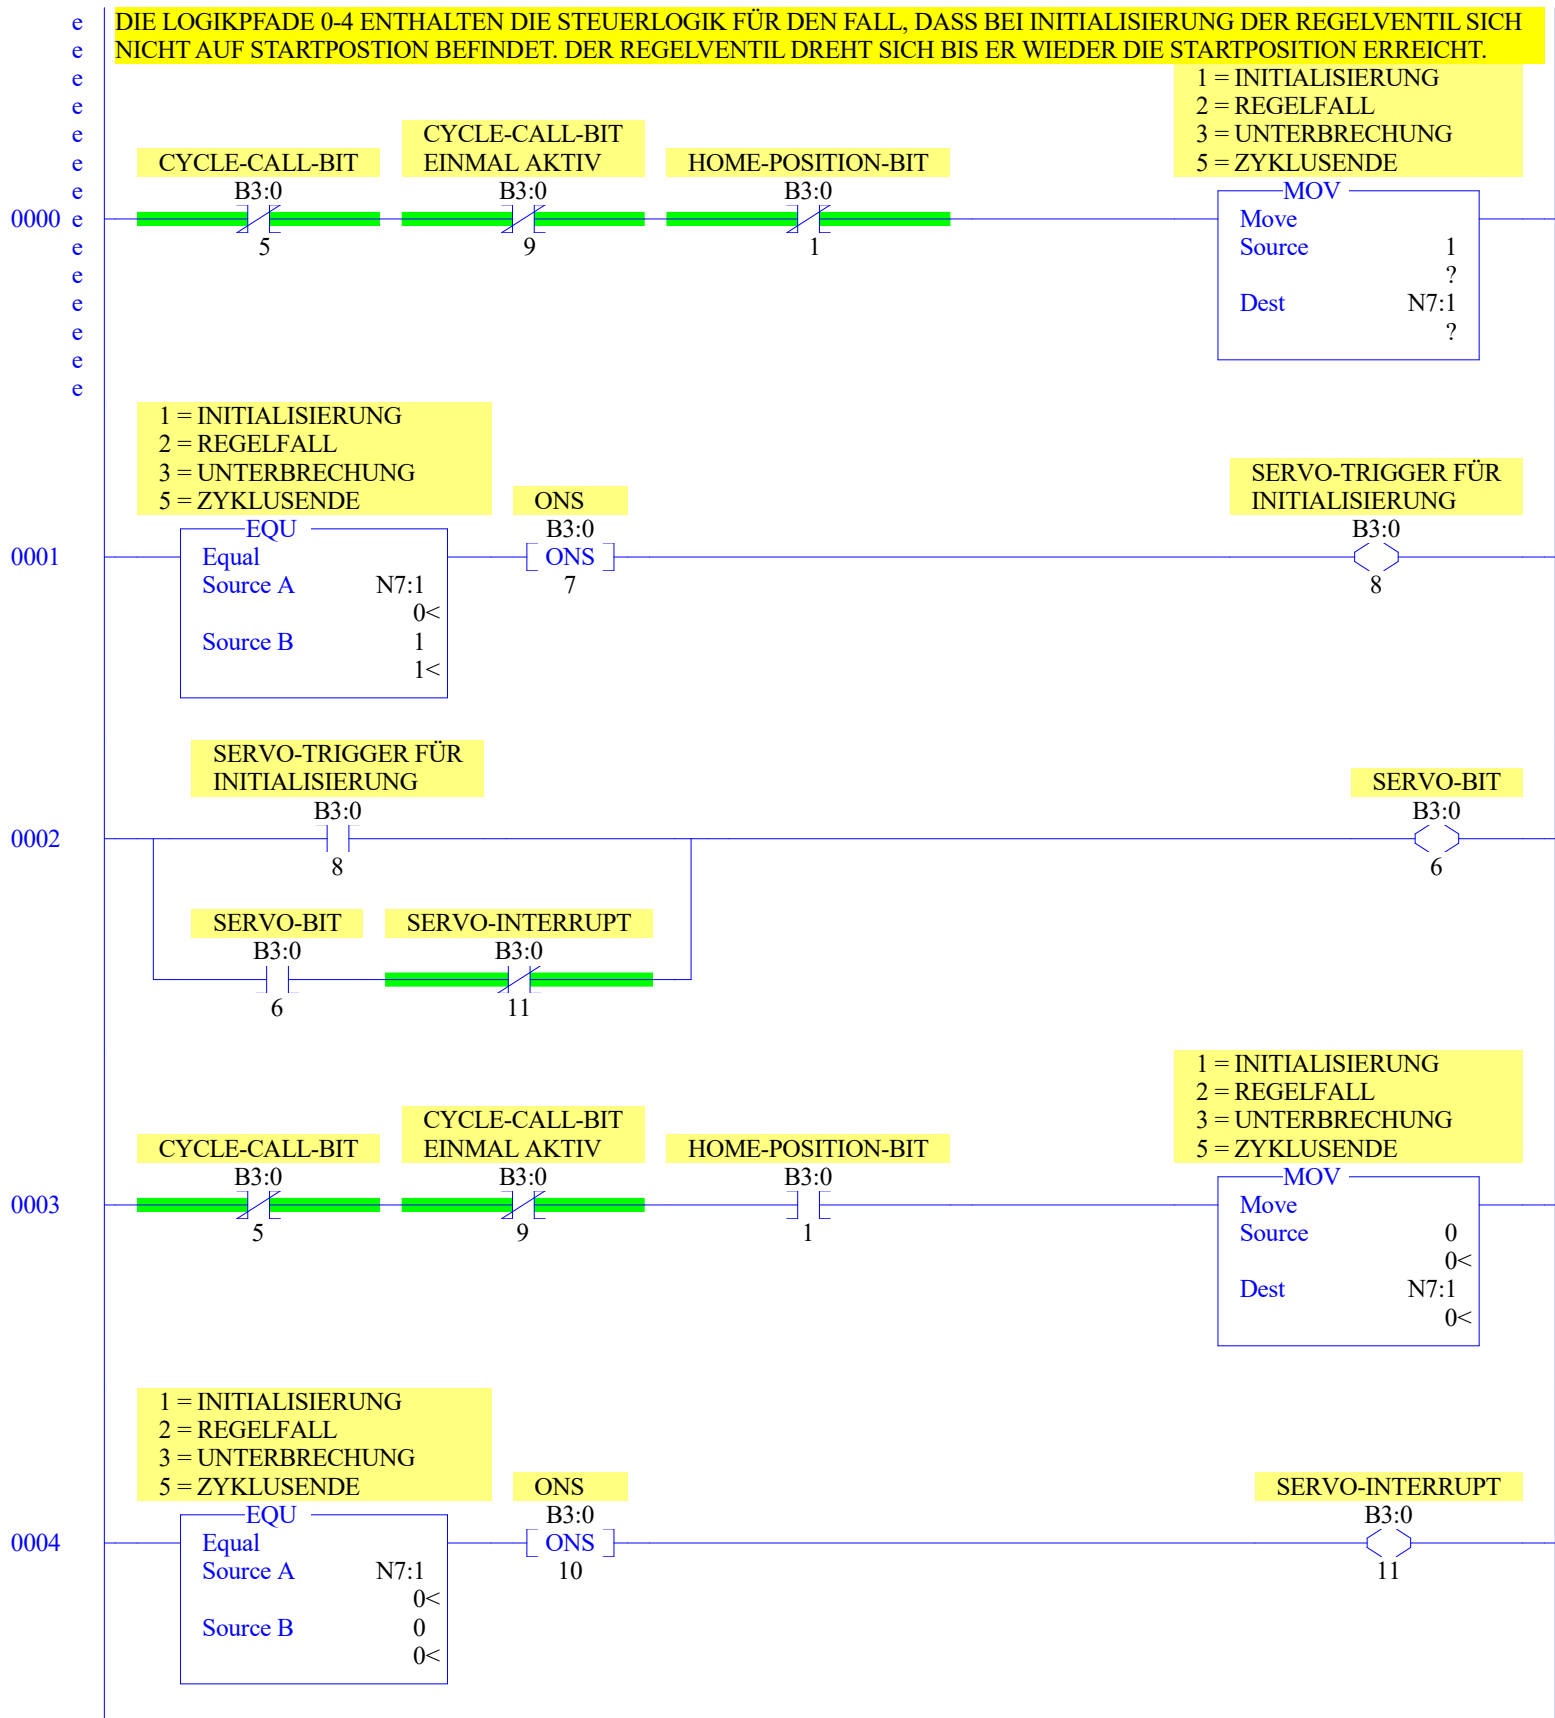 e
e
e
e
e
e
e
e
e
e
e
e
e
e
DIE LOGIKPFADE 0-4 ENTHALTEN DIE STEUERLOGIK FÜR DEN FALL, DASS BEI INITIALISIERUNG DER REGELVENTIL SICH
NICHT AUF STARTPOSTION BEFINDET. DER REGELVENTIL DREHT SICH BIS ER WIEDER DIE STARTPOSITION ERREICHT.
0000
CYCLE-CALL-BIT
B3:0
5
CYCLE-CALL-BIT
EINMAL AKTIV
B3:0
9
HOME-POSITION-BIT
B3:0
1
1 = INITIALISIERUNG
2 = REGELFALL
3 = UNTERBRECHUNG
5 = ZYKLUSENDE
MOV
Move
Source 1
?
Dest N7:1
?
0001
1 = INITIALISIERUNG
2 = REGELFALL
3 = UNTERBRECHUNG
5 = ZYKLUSENDE
EQU
Equal
Source A N7:1
0<
Source B 1
1<
ONS
B3:0
ONS
7
SERVO-TRIGGER FÜR
INITIALISIERUNG
B3:0
8
0002
SERVO-TRIGGER FÜR
INITIALISIERUNG
B3:0
8
SERVO-BIT
B3:0
6
SERVO-INTERRUPT
B3:0
11
SERVO-BIT
B3:0
6
0003
CYCLE-CALL-BIT
B3:0
5
CYCLE-CALL-BIT
EINMAL AKTIV
B3:0
9
HOME-POSITION-BIT
B3:0
1
1 = INITIALISIERUNG
2 = REGELFALL
3 = UNTERBRECHUNG
5 = ZYKLUSENDE
MOV
Move
Source 0
0<
Dest N7:1
0<
0004
1 = INITIALISIERUNG
2 = REGELFALL
3 = UNTERBRECHUNG
5 = ZYKLUSENDE
EQU
Equal
Source A N7:1
0<
Source B 0
0<
ONS
B3:0
ONS
10
SERVO-INTERRUPT
B3:0
11